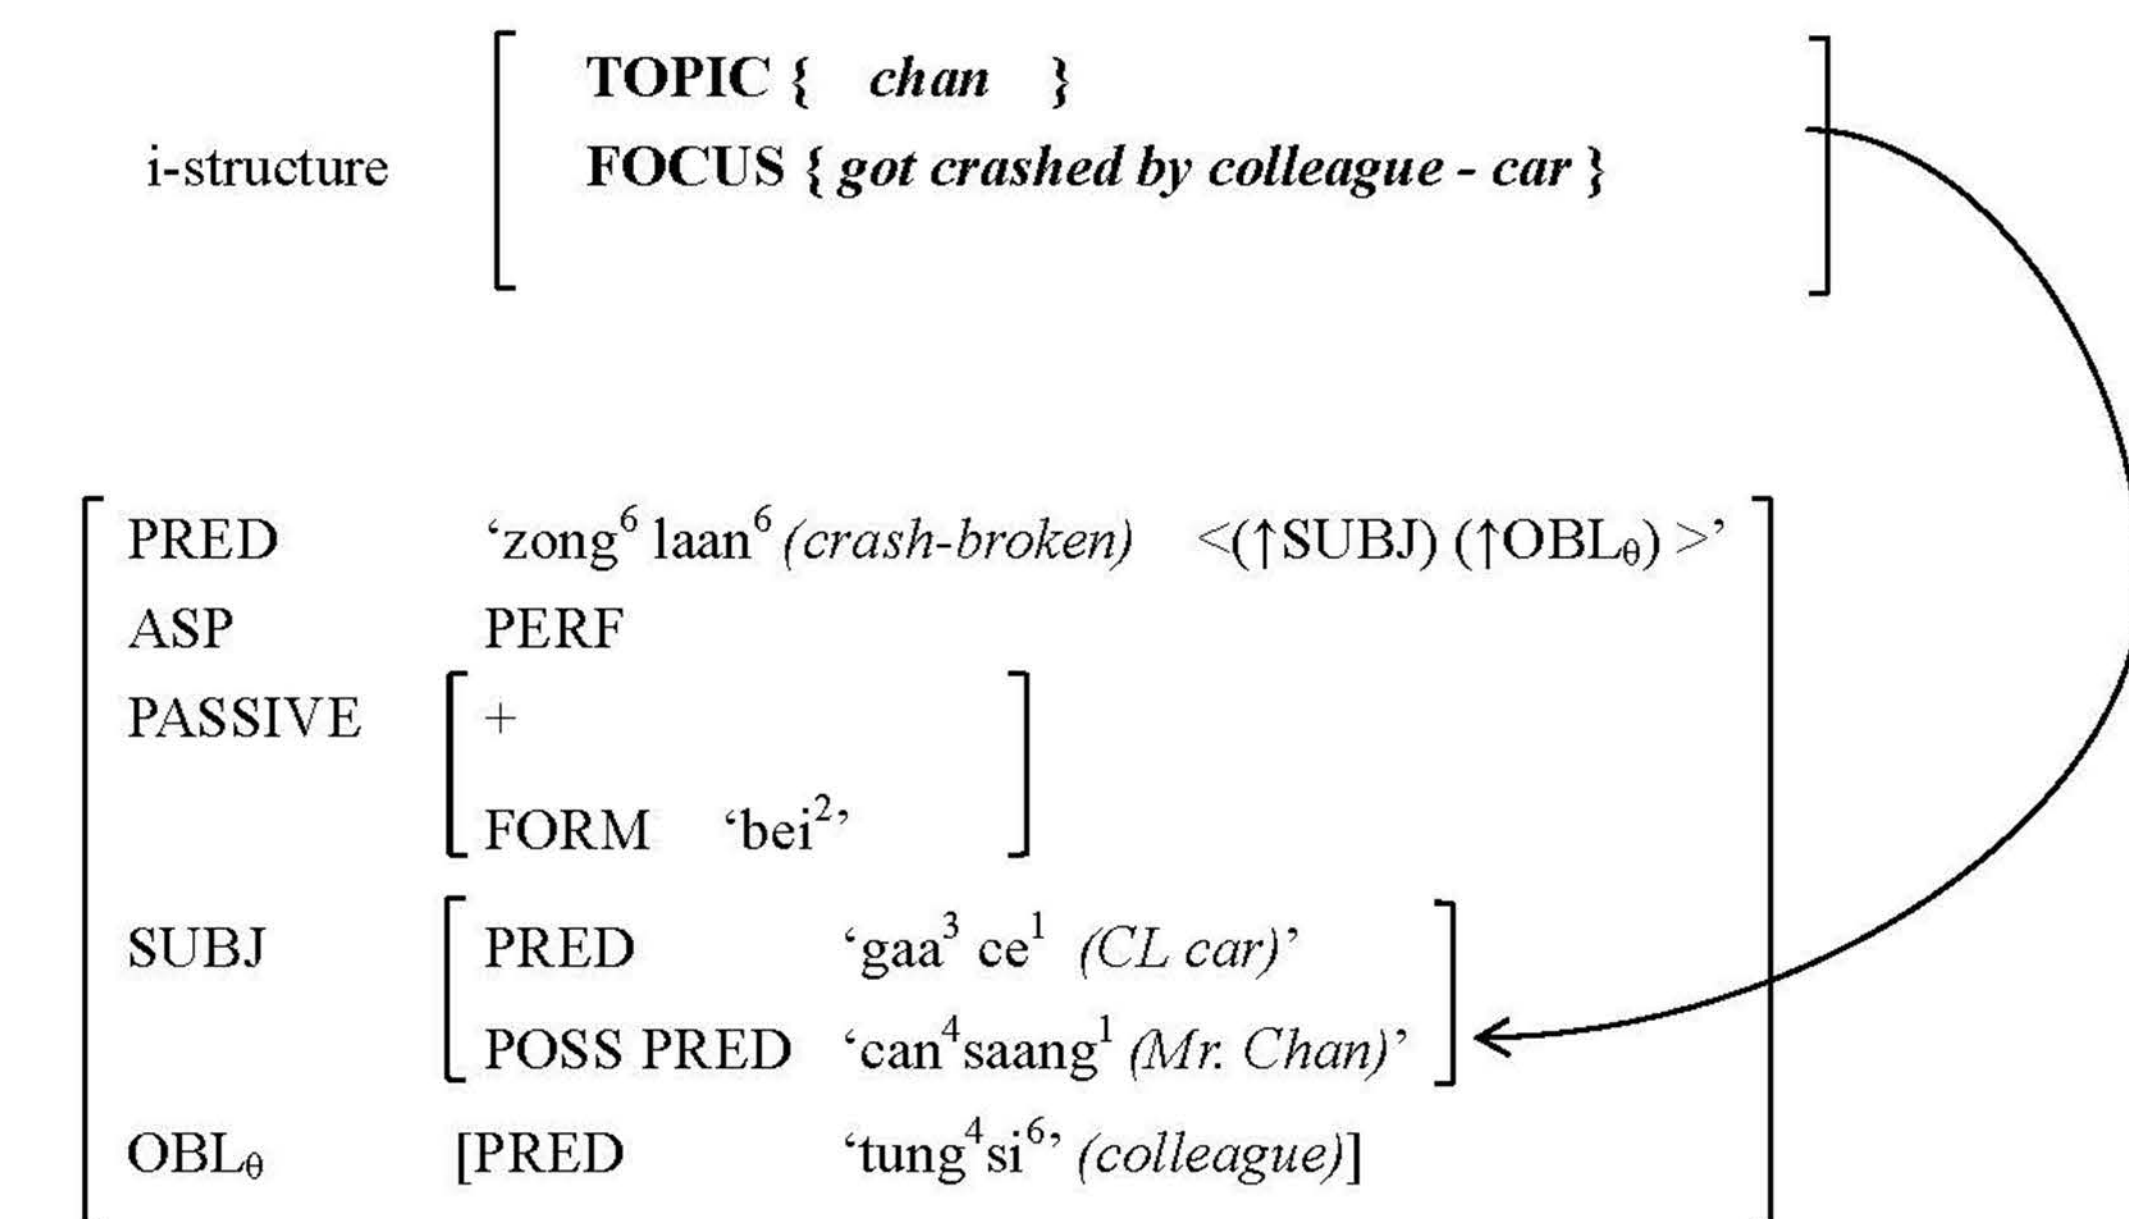 TOPIC { chan }
i-structure FOCUS { got crashed by colleague - car }
PRED ‘zong⁶ laan⁶ (crash-broken) <(↑SUBJ) (↑OBLθ) >’
ASP PERF
PASSIVE +
FORM ‘bei²’
SUBJ PRED ‘gaa³ ce¹ (CL car)’
POSS PRED ‘can⁴saang¹ (Mr. Chan)’
OBLθ [PRED ‘tung⁴si⁶’ (colleague)]